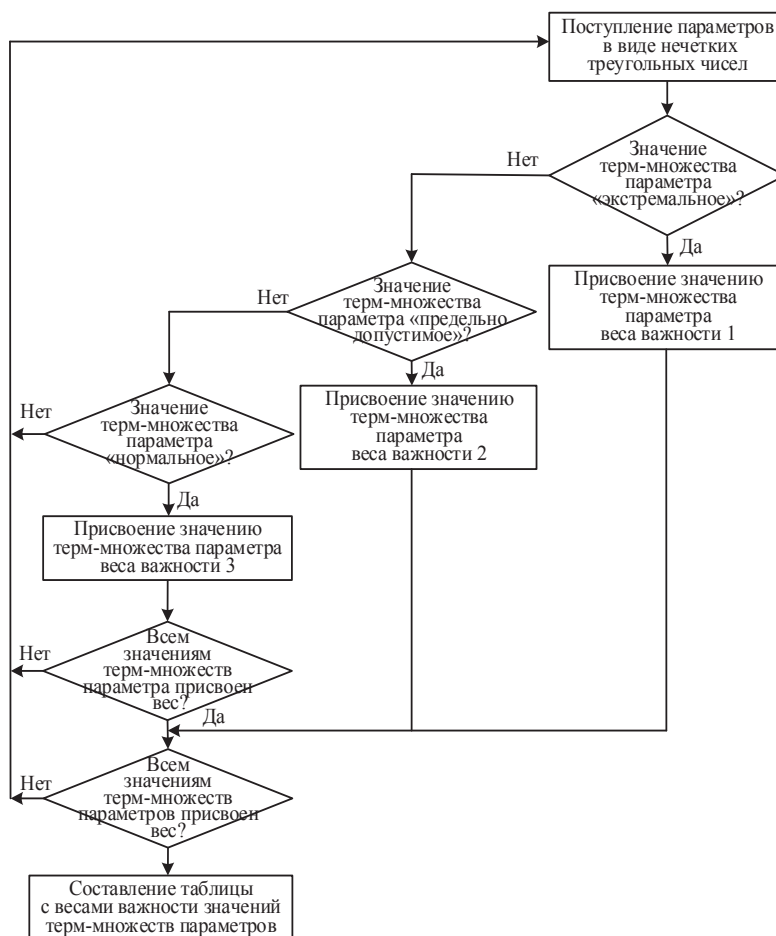 Поступление параметров
в виде нечетких
треугольных чисел
Нет
Значение
терм-множества
параметра
«экстремальное»?
Да
Присвоение значению
терм-множества
параметра
веса важности 1
Нет
Значение
терм-множества
параметра «предельно
допустимое»?
Да
Присвоение значению
терм-множества
параметра
веса важности 2
Нет
Значение
терм-множества
параметра
«нормальное»?
Да
Присвоение значению
терм-множества параметра
веса важности 3
Нет
Всем
значениям
терм-множеств
параметра присвоен
вес?
Да
Нет
Всем
значениям
терм-множеств
параметров присвоен
вес?
Составление таблицы
с весами важности значений
терм-множеств параметров